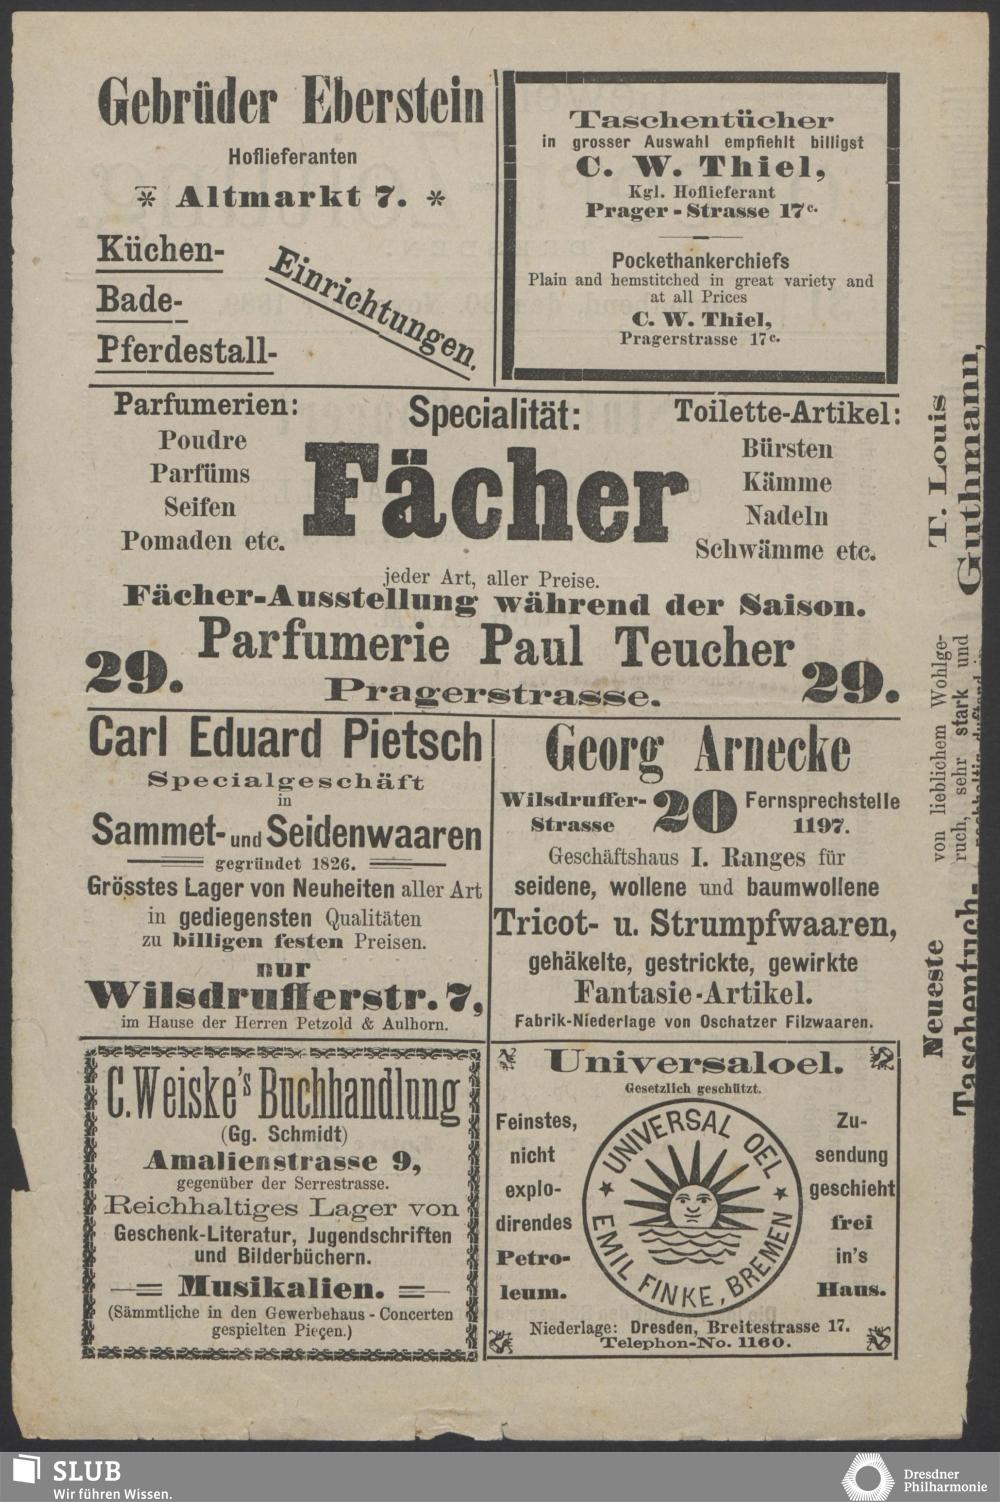 Gebrüder Eberstein
Hoflieferanten
* Altmarkt 7. *
Küchen-
Bade-
Pferdestall-
Einrichtungen.
Taschentücher
in grosser Auswahl empfiehlt billigst
C. W. Thiel,
Kgl. Hoflieferant
Prager - Strasse 17c.
Pockethankerchiefs
Plain and hemstitched in great variety and
at all Prices
C. W. Thiel,
Pragerstrasse 17c.
Parfumerien:
Poudre
Parfüms
Seifen
Pomaden etc.
Specialität:
Fächer
Toilette-Artikel:
Bürsten
Kämme
Nadeln
Schwämme etc.
jeder Art, aller Preise.
Fächer-Ausstellung während der Saison.
Parfumerie Paul Teucher
29. Pragerstrasse. 29.
Carl Eduard Pietsch
Specialgeschäft
in
Sammet- und Seidenwaaren
gegründet 1826.
Grösstes Lager von Neuheiten aller Art
in gediegensten Qualitäten
zu billigen festen Preisen.
nur
Wilsdrufferstr. 7,
im Hause der Herren Petzold & Aulhorn.
Georg Arnecke
Wilsdruffer-
Strasse
20
Fernsprechstelle
1197.
Geschäftshaus I. Ranges für
seidene, wollene und baumwollene
Tricot- u. Strumpfwaaren,
gehäkelte, gestrickte, gewirkte
Fantasie-Artikel.
Fabrik-Niederlage von Oschatzer Filzwaaren.
C. Weiske's Buchhandlung
(Gg. Schmidt)
Amalienstrasse 9,
gegenüber der Serrestrasse.
Reichhaltiges Lager von
Geschenk-Literatur, Jugendschriften
und Bilderbüchern.
Musikalien.
(Sämmtliche in den Gewerbehaus - Concerten
gespielten Pieçen.)
Universaloel.
Gesetzlich geschützt.
Feinstes,
nicht
explo-
direndes
Petro-
leum.
UNIVERSAL OEL
EMIL FINKE, BREMEN
Zu-
sendung
geschieht
frei
in's
Haus.
Niederlage: Dresden, Breitestrasse 17.
Telephon-No. 1160.
Neueste
Taschentuch-
von lieblichem Wohlge-
ruch, sehr stark und
T. Louis
Guthmann,
SLUB
Wir führen Wissen.
Dresdner
Philharmonie